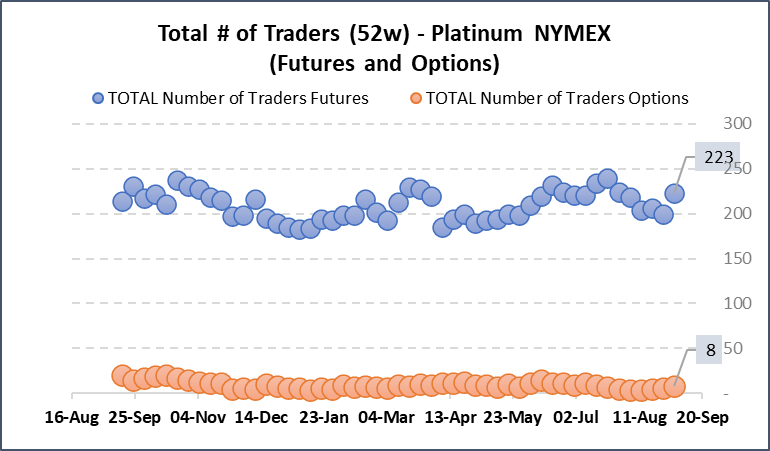 Total # of Traders (52w) - Platinum NYMEX
(Futures and Options)
TOTAL Number of Traders Futures TOTAL Number of Traders Options
300
250
223
200
150
100
50
8
-
16-Aug 25-Sep 04-Nov 14-Dec 23-Jan 04-Mar 13-Apr 23-May 02-Jul 11-Aug 20-Sep